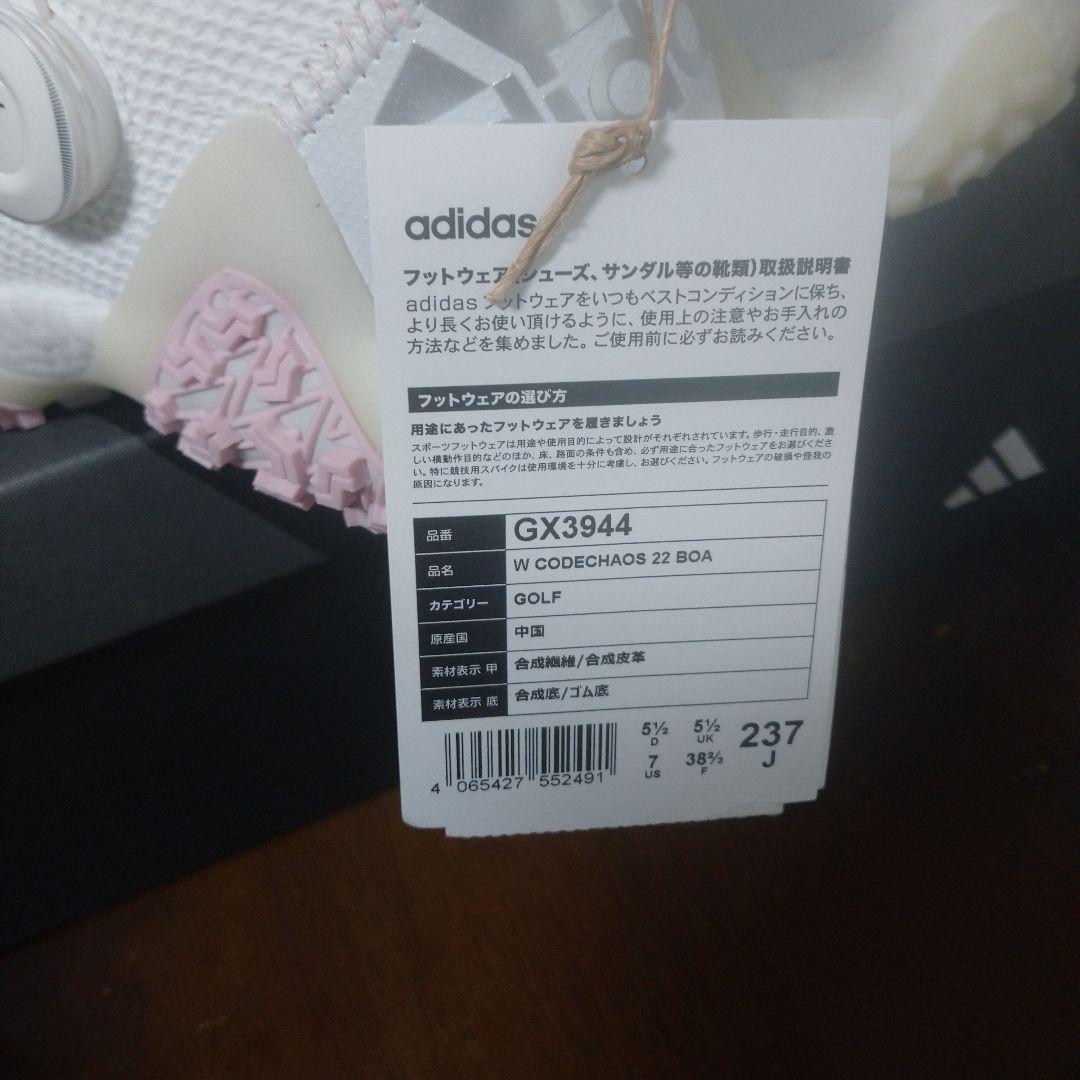 adidas
フットウェア(シューズ、サンダル等の靴類)取扱説明書
adidas フットウェアをいつもベストコンディションに保ち、
より長くお使い頂けるように、使用上の注意やお手入れの
方法などを集めました。ご使用前に必ずお読みください。
フットウェアの選び方
用途にあったフットウェアを履きましょう
スポーツフットウェアは用途や使用目的によって設計がそれぞれされています。歩行・走行目的、激
しい横動作目的などのほか、床、路面の条件も含め、必ず用途に合ったフットウェアをお選びくださ
い。特に競技用スパイクは使用環境を十分に考慮し、お選びください。フットウェアの破損や怪我の
原因になります。
品番 GX3944
品名 W CODECHAOS 22 BOA
カテゴリー GOLF
原産国 中国
素材表示 甲 合成繊維/合成皮革
素材表示 底 合成底/ゴム底
5½ D 5½ UK 237 J
7 US 38⅔ F
4 065427 552491